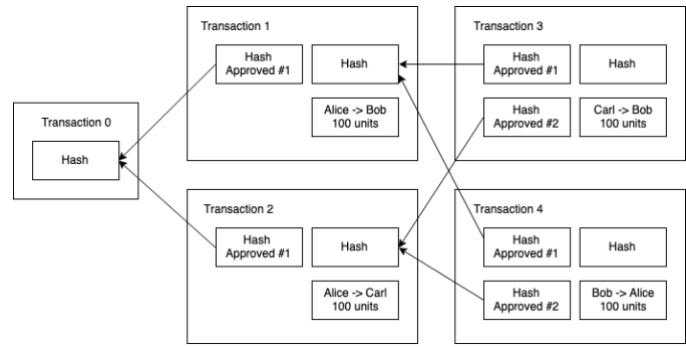 Transaction 0
Hash
Transaction 1
Hash
Approved #1
Hash
Alice -> Bob
100 units
Transaction 2
Hash
Approved #1
Hash
Alice -> Carl
100 units
Transaction 3
Hash
Approved #1
Hash
Hash
Approved #2
Carl -> Bob
100 units
Transaction 4
Hash
Approved #1
Hash
Hash
Approved #2
Bob -> Alice
100 units